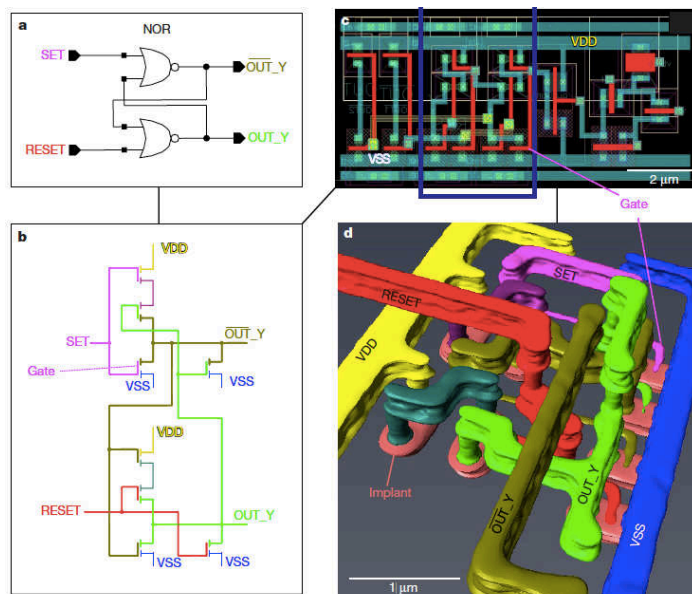 a
NOR
SET
OUT_Y
RESET
OUT_Y
c
VDD
VSS
2 μm
Gate
b
VDD
SET
OUT_Y
Gate
VSS
VSS
VDD
RESET
OUT_Y
VSS
VSS
d
SET
RESET
VDD
Implant
OUT_Y
OUT_Y
VSS
1 μm